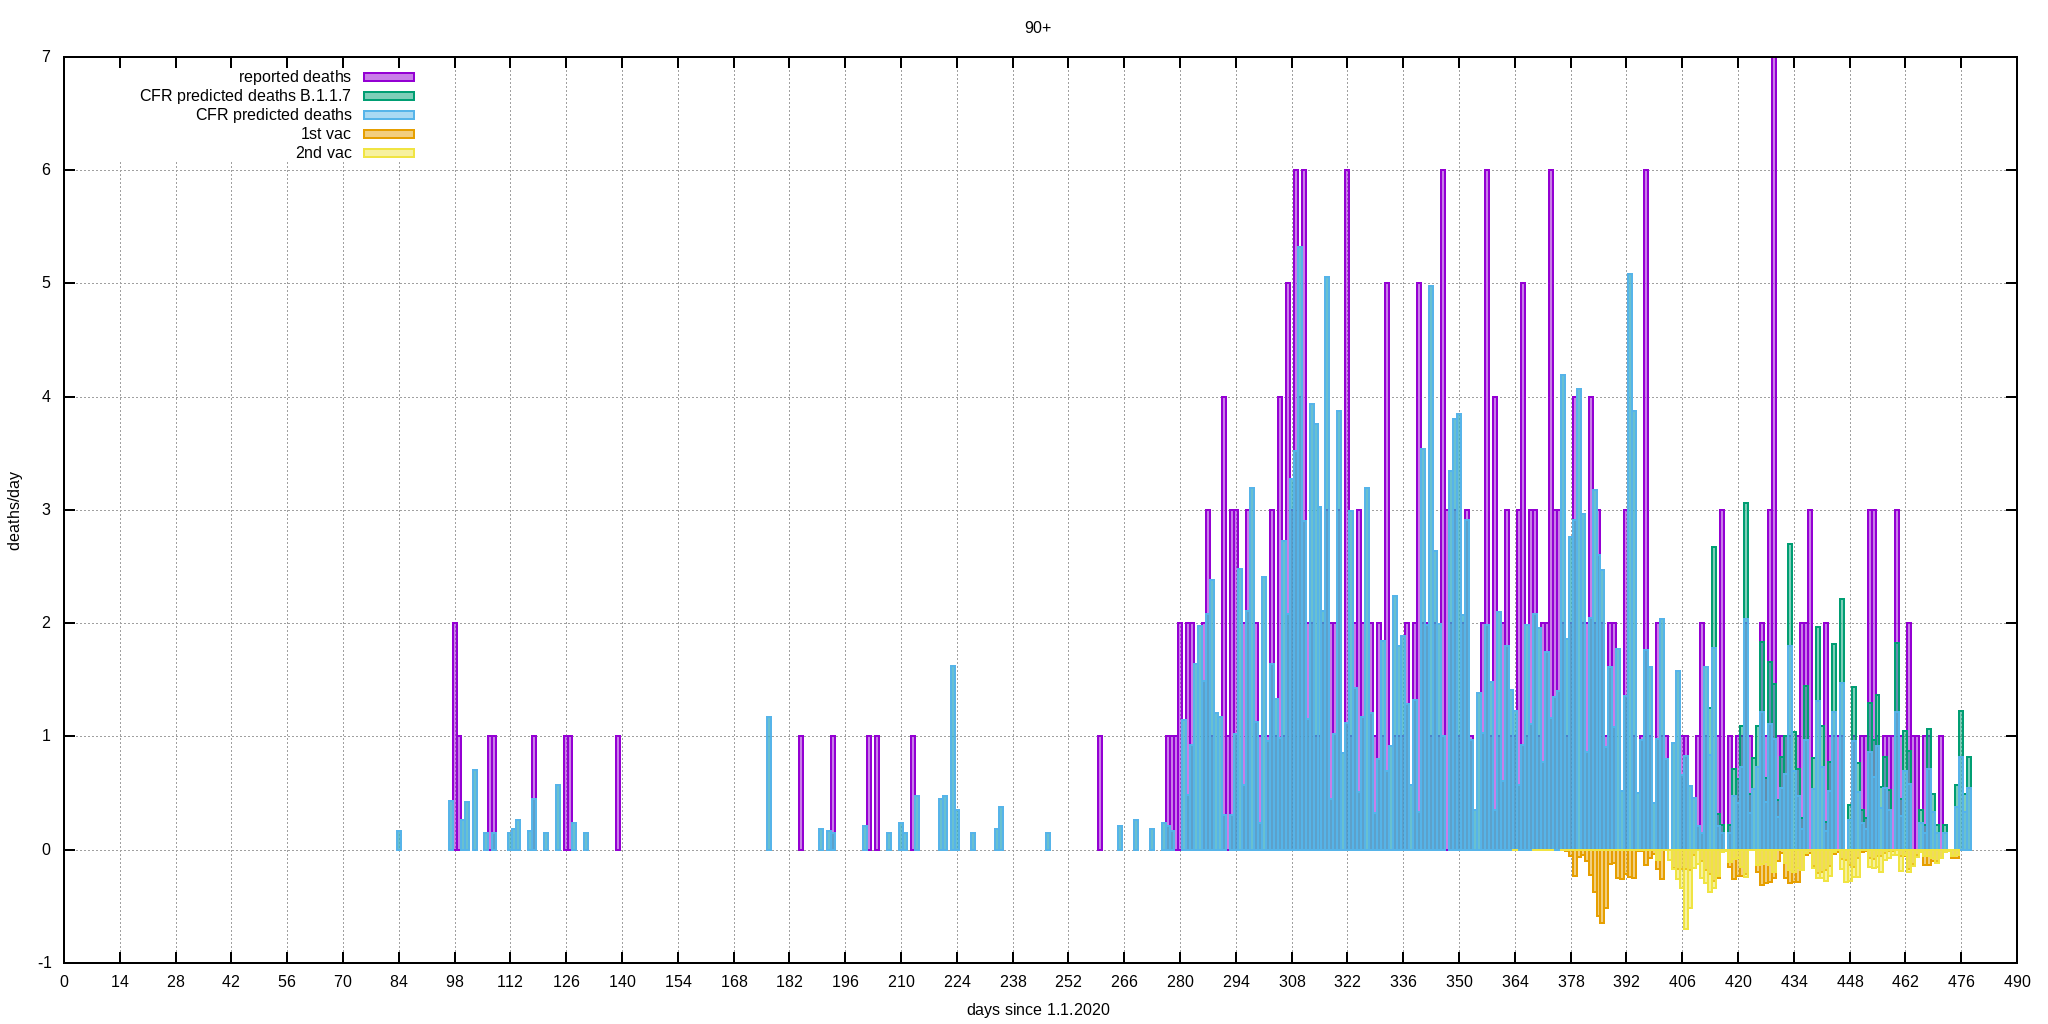 90+
7
reported deaths
CFR predicted deaths B.1.1.7
CFR predicted deaths
1st vac
2nd vac
6
5
4
3
2
1
0
-1
deaths/day
0 14 28 42 56 70 84 98 112 126 140 154 168 182 196 210 224 238 252 266 280 294 308 322 336 350 364 378 392 406 420 434 448 462 476 490
days since 1.1.2020